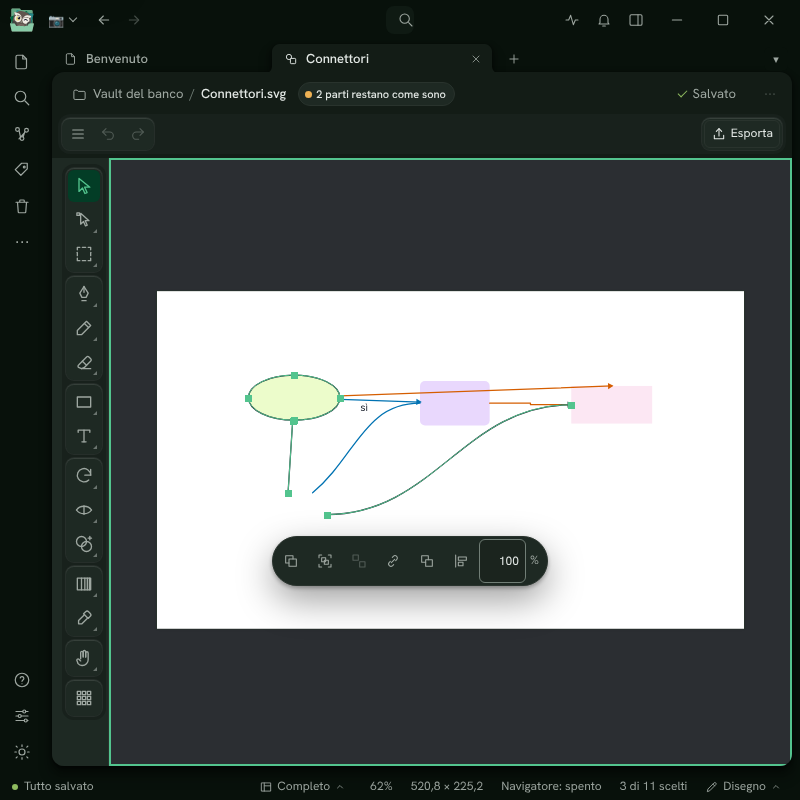 Benvenuto
Connettori
Vault del banco / Connettori.svg
2 parti restano come sono
Salvato
Esporta
sì
100 %
Tutto salvato
Completo
62%
520,8 × 225,2
Navigatore: spento
3 di 11 scelti
Disegno